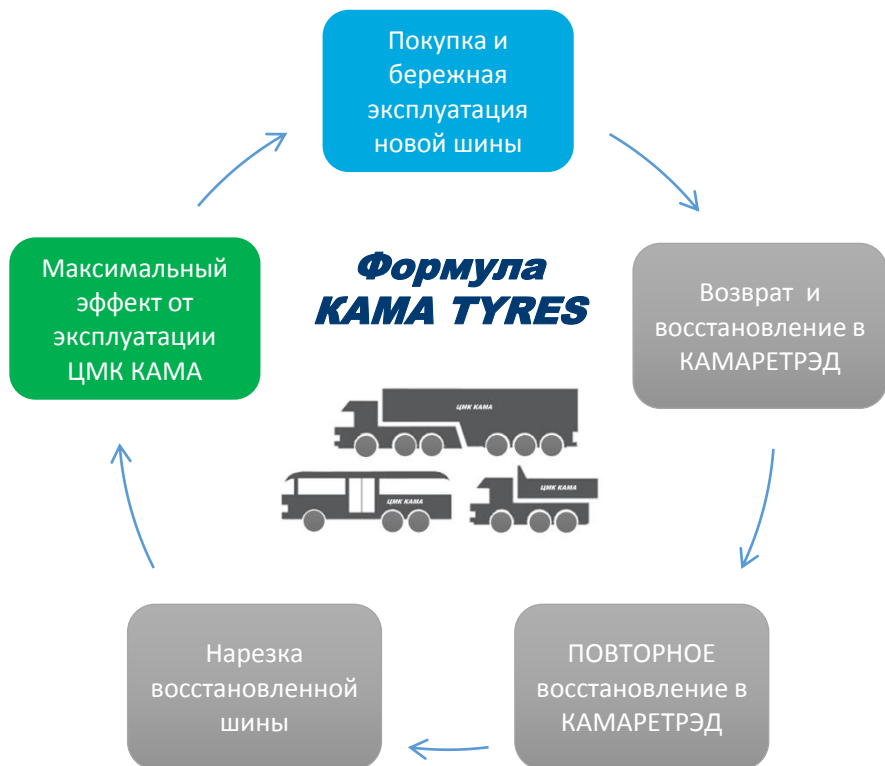 Покупка и
бережная
эксплуатация
новой шины
Возврат и
восстановление в
КАМАРЕТРЭД
ПОВТОРНОЕ
восстановление в
КАМАРЕТРЭД
Нарезка
восстановленной
шины
Максимальный
эффект от
эксплуатации
ЦМК КАМА
Формула
KAMA TYRES
ЦМК КАМА
ЦМК КАМА
ЦМК КАМА